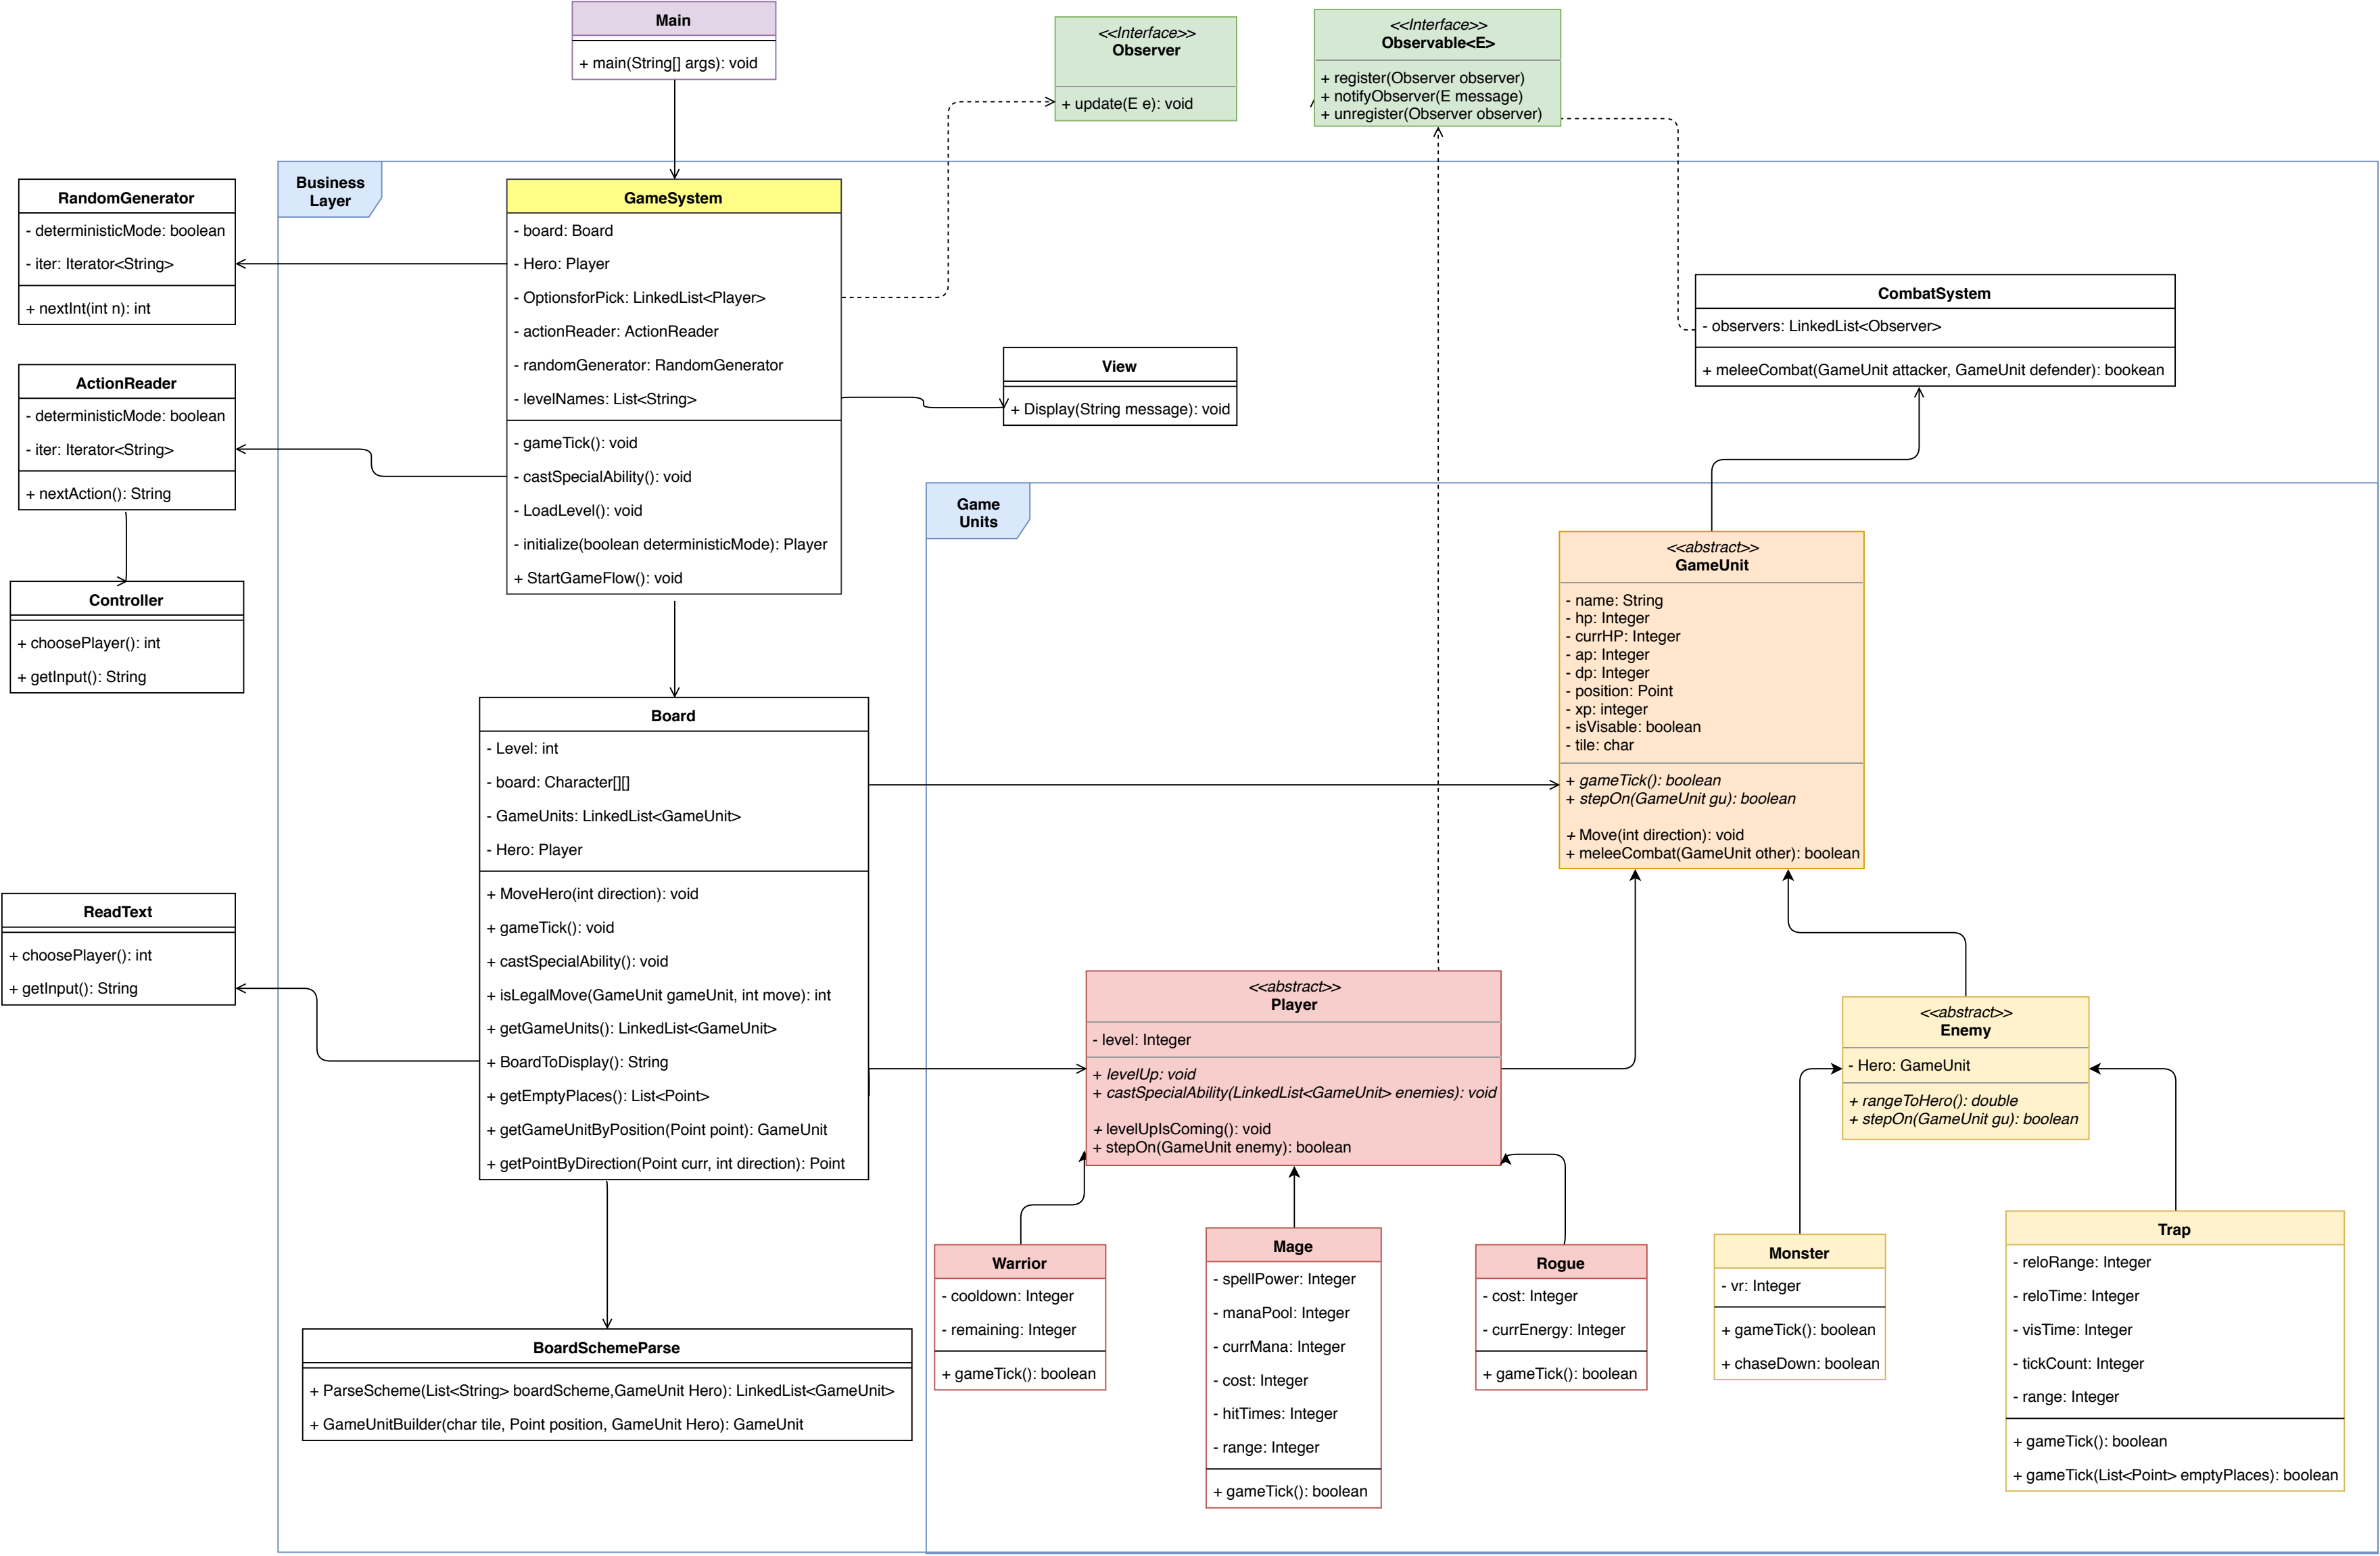 Main
+ main(String[] args): void
<<Interface>>
Observer
+ update(E e): void
<<Interface>>
Observable<E>
+ register(Observer observer)
+ notifyObserver(E message)
+ unregister(Observer observer)
Business
Layer
RandomGenerator
- deterministicMode: boolean
- iter: Iterator<String>
+ nextInt(int n): int
GameSystem
- board: Board
- Hero: Player
- OptionsforPick: LinkedList<Player>
- actionReader: ActionReader
- randomGenerator: RandomGenerator
- levelNames: List<String>
- gameTick(): void
- castSpecialAbility(): void
- LoadLevel(): void
- initialize(boolean deterministicMode): Player
+ StartGameFlow(): void
CombatSystem
- observers: LinkedList<Observer>
+ meleeCombat(GameUnit attacker, GameUnit defender): bookean
View
+ Display(String message): void
ActionReader
- deterministicMode: boolean
- iter: Iterator<String>
+ nextAction(): String
Game
Units
Controller
+ choosePlayer(): int
+ getInput(): String
<<abstract>>
GameUnit
- name: String
- hp: Integer
- currHP: Integer
- ap: Integer
- dp: Integer
- position: Point
- xp: integer
- isVisable: boolean
- tile: char
+ gameTick(): boolean
+ stepOn(GameUnit gu): boolean
+ Move(int direction): void
+ meleeCombat(GameUnit other): boolean
Board
- Level: int
- board: Character[][]
- GameUnits: LinkedList<GameUnit>
- Hero: Player
+ MoveHero(int direction): void
+ gameTick(): void
+ castSpecialAbility(): void
+ isLegalMove(GameUnit gameUnit, int move): int
+ getGameUnits(): LinkedList<GameUnit>
+ BoardToDisplay(): String
+ getEmptyPlaces(): List<Point>
+ getGameUnitByPosition(Point point): GameUnit
+ getPointByDirection(Point curr, int direction): Point
ReadText
+ choosePlayer(): int
+ getInput(): String
<<abstract>>
Player
- level: Integer
+ levelUp: void
+ castSpecialAbility(LinkedList<GameUnit> enemies): void
+ levelUpIsComing(): void
+ stepOn(GameUnit enemy): boolean
<<abstract>>
Enemy
- Hero: GameUnit
+ rangeToHero(): double
+ stepOn(GameUnit gu): boolean
Warrior
- cooldown: Integer
- remaining: Integer
+ gameTick(): boolean
Mage
- spellPower: Integer
- manaPool: Integer
- currMana: Integer
- cost: Integer
- hitTimes: Integer
- range: Integer
+ gameTick(): boolean
Rogue
- cost: Integer
- currEnergy: Integer
+ gameTick(): boolean
Monster
- vr: Integer
+ gameTick(): boolean
+ chaseDown: boolean
Trap
- reloRange: Integer
- reloTime: Integer
- visTime: Integer
- tickCount: Integer
- range: Integer
+ gameTick(): boolean
+ gameTick(List<Point> emptyPlaces): boolean
BoardSchemeParse
+ ParseScheme(List<String> boardScheme,GameUnit Hero): LinkedList<GameUnit>
+ GameUnitBuilder(char tile, Point position, GameUnit Hero): GameUnit